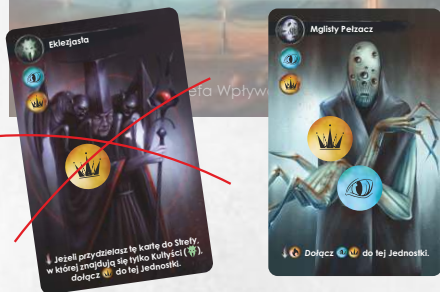 Eklezjasta
efa Wpływ
Jeżeli przydzielasz tę kartę do Strefy,
w której znajdują się tylko Kultyści (),
dołącz do tej Jednostki.
Mglisty Pełzacz
Dołącz do tej Jednostki.